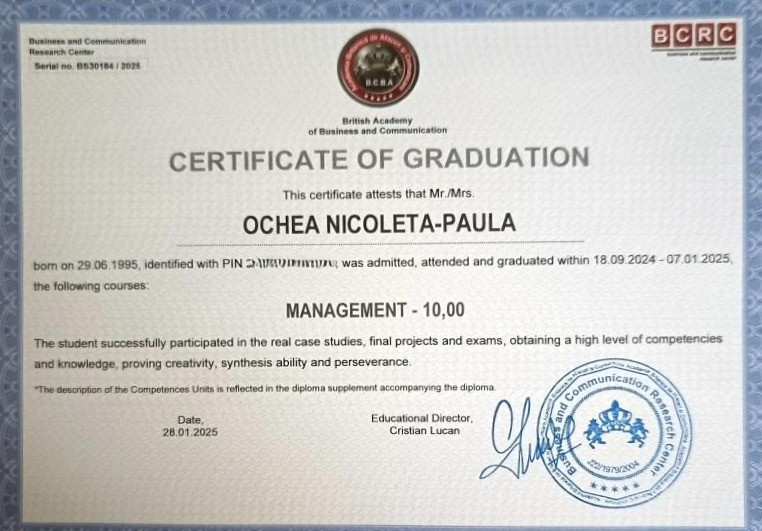 Business and Communication
Research Center
Serial no. BS30184 / 2025
B.C.B.A
BCRC
British Academy
of Business and Communication
CERTIFICATE OF GRADUATION
This certificate attests that Mr./Mrs.
OCHEA NICOLETA-PAULA
born on 29.06.1995, identified with PIN was admitted, attended and graduated within 18.09.2024 - 07.01.2025,
the following courses:
MANAGEMENT - 10,00
The student successfully participated in the real case studies, final projects and exams, obtaining a high level of competencies
and knowledge, proving creativity, synthesis ability and perseverance.
*The description of the Competences Units is reflected in the diploma supplement accompanying the diploma.
Date,
28.01.2025
Educational Director,
Cristian Lucan
Business and Communication Research Center
J22/1979/2004